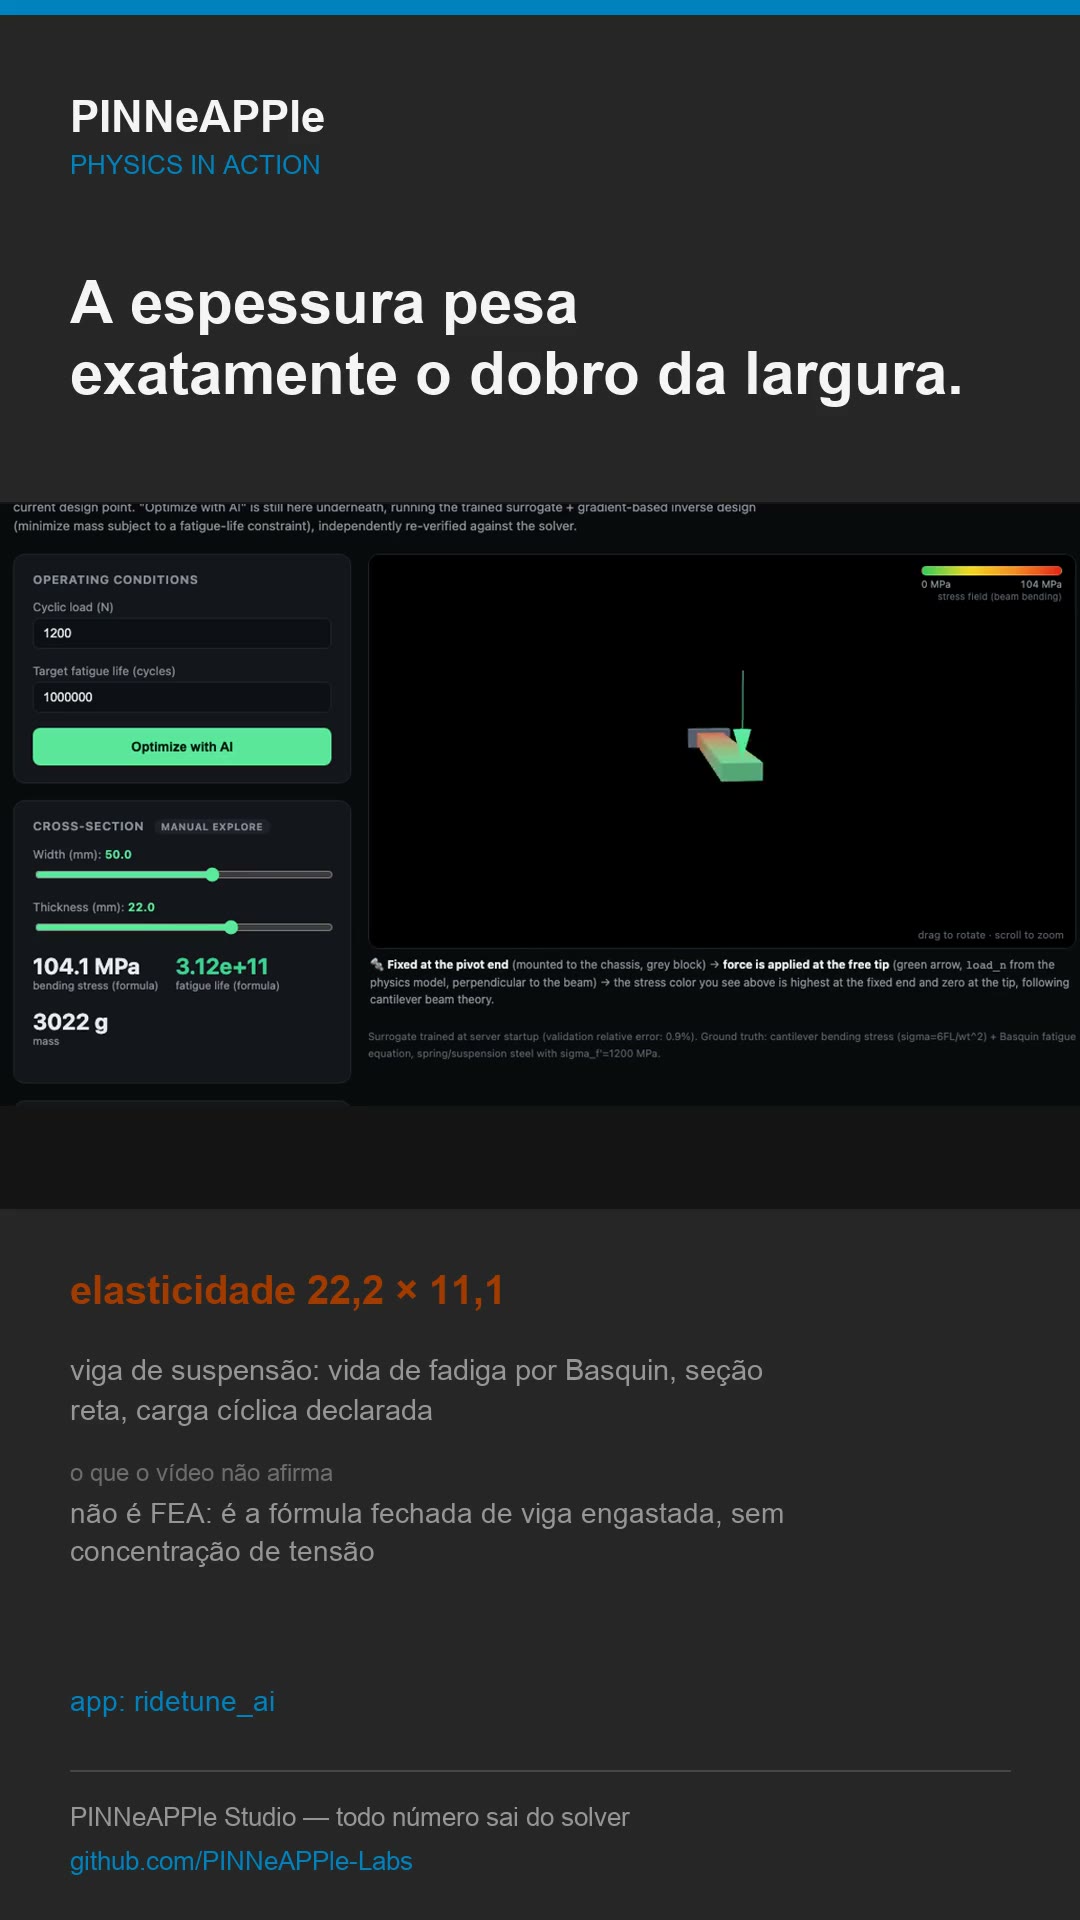 PINNeAPPle
PHYSICS IN ACTION
A espessura pesa
exatamente o dobro da largura.
current design point. "Optimize with AI" is still here underneath, running the trained surrogate + gradient-based inverse design
(minimize mass subject to a fatigue-life constraint), independently re-verified against the solver.
OPERATING CONDITIONS
Cyclic load (N)
1200
Target fatigue life (cycles)
1000000
Optimize with AI
CROSS-SECTION MANUAL EXPLORE
Width (mm): 50.0
Thickness (mm): 22.0
104.1 MPa 3.12e+11
bending stress (formula) fatigue life (formula)
3022 g
mass
0 MPa 104 MPa
stress field (beam bending)
drag to rotate · scroll to zoom
Fixed at the pivot end (mounted to the chassis, grey block) → force is applied at the free tip (green arrow, load_n from the
physics model, perpendicular to the beam) → the stress color you see above is highest at the fixed end and zero at the tip, following
cantilever beam theory.
Surrogate trained at server startup (validation relative error: 0.9%). Ground truth: cantilever bending stress (sigma=6FL/wt^2) + Basquin fatigue
equation, spring/suspension steel with sigma_f'=1200 MPa.
elasticidade 22,2 × 11,1
viga de suspensão: vida de fadiga por Basquin, seção
reta, carga cíclica declarada
o que o vídeo não afirma
não é FEA: é a fórmula fechada de viga engastada, sem
concentração de tensão
app: ridetune_ai
PINNeAPPle Studio — todo número sai do solver
github.com/PINNeAPPle-Labs